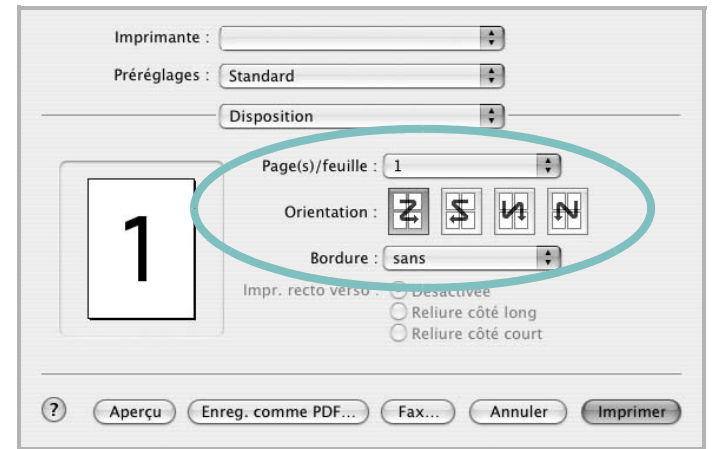 Imprimante :
Préréglages : Standard
Disposition
Page(s)/feuille : 1
1
Orientation :
Bordure : sans
Impr. recto verso : Désactivée
Reliure côté long
Reliure côté court
? Aperçu Enreg. comme PDF... Fax... Annuler Imprimer